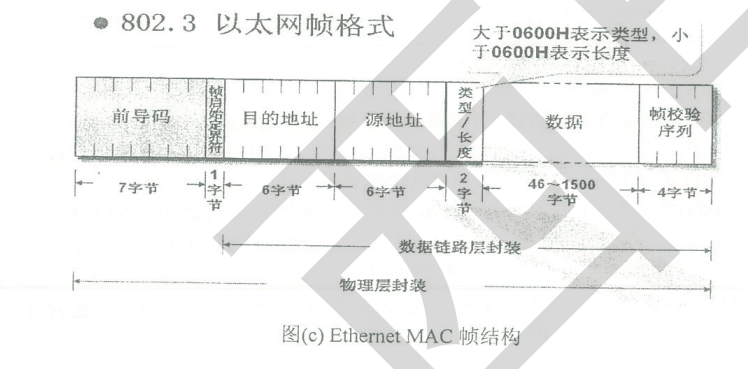 ● 802.3 以太网帧格式
大于0600H表示类型，小
于0600H表示长度
前导码
帧启始定界符
目的地址
源地址
类型/长度
数据
帧校验
序列
7字节
1字节
6字节
6字节
2字节
46～1500
字节
4字节
数据链路层封装
物理层封装
图(c) Ethernet MAC 帧结构